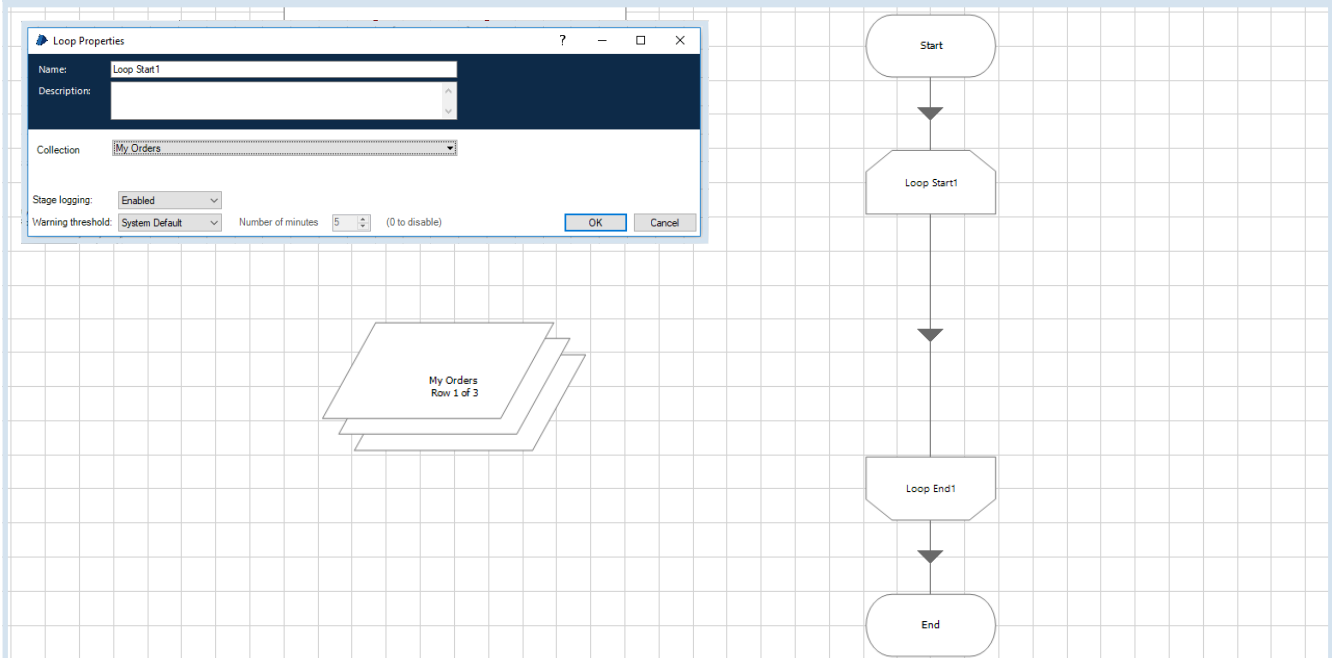 Loop Properties
?
Name: Loop Start1
Description:
Collection My Orders
Stage logging: Enabled
Warning threshold: System Default Number of minutes 5 (0 to disable) OK Cancel
My Orders
Row 1 of 3
Start
Loop Start1
Loop End1
End